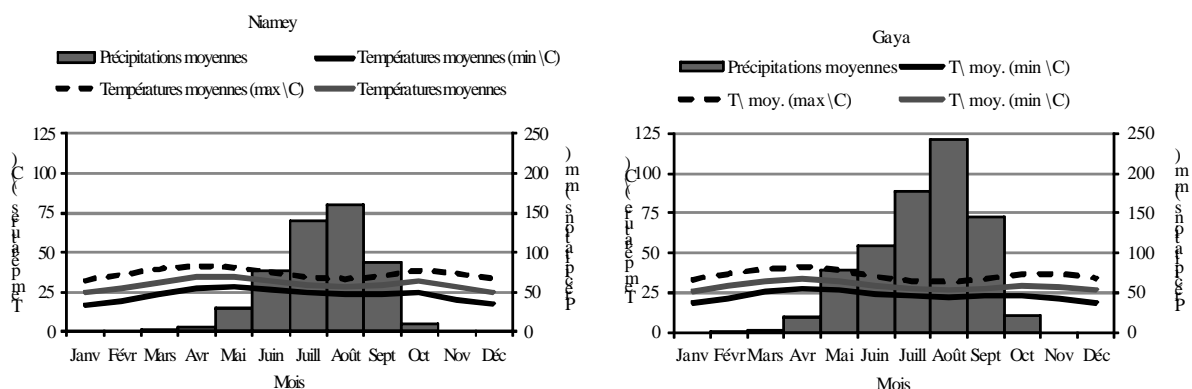 Niamey
Précipitations moyennes
Températures moyennes (min \C)
Températures moyennes (max \C)
Températures moyennes
125
100
75
50
25
0
250
200
150
100
50
0
Janv Févr Mars Avr Mai Juin Juill Août Sept Oct Nov Déc
Mois
Gaya
Précipitations moyennes
T\ moy. (min \C)
T\ moy. (max \C)
T\ moy. (min \C)
125
100
75
50
25
0
250
200
150
100
50
0
Janv Févr Mars Avr Mai Juin Juill Août Sept Oct Nov Déc
Mois